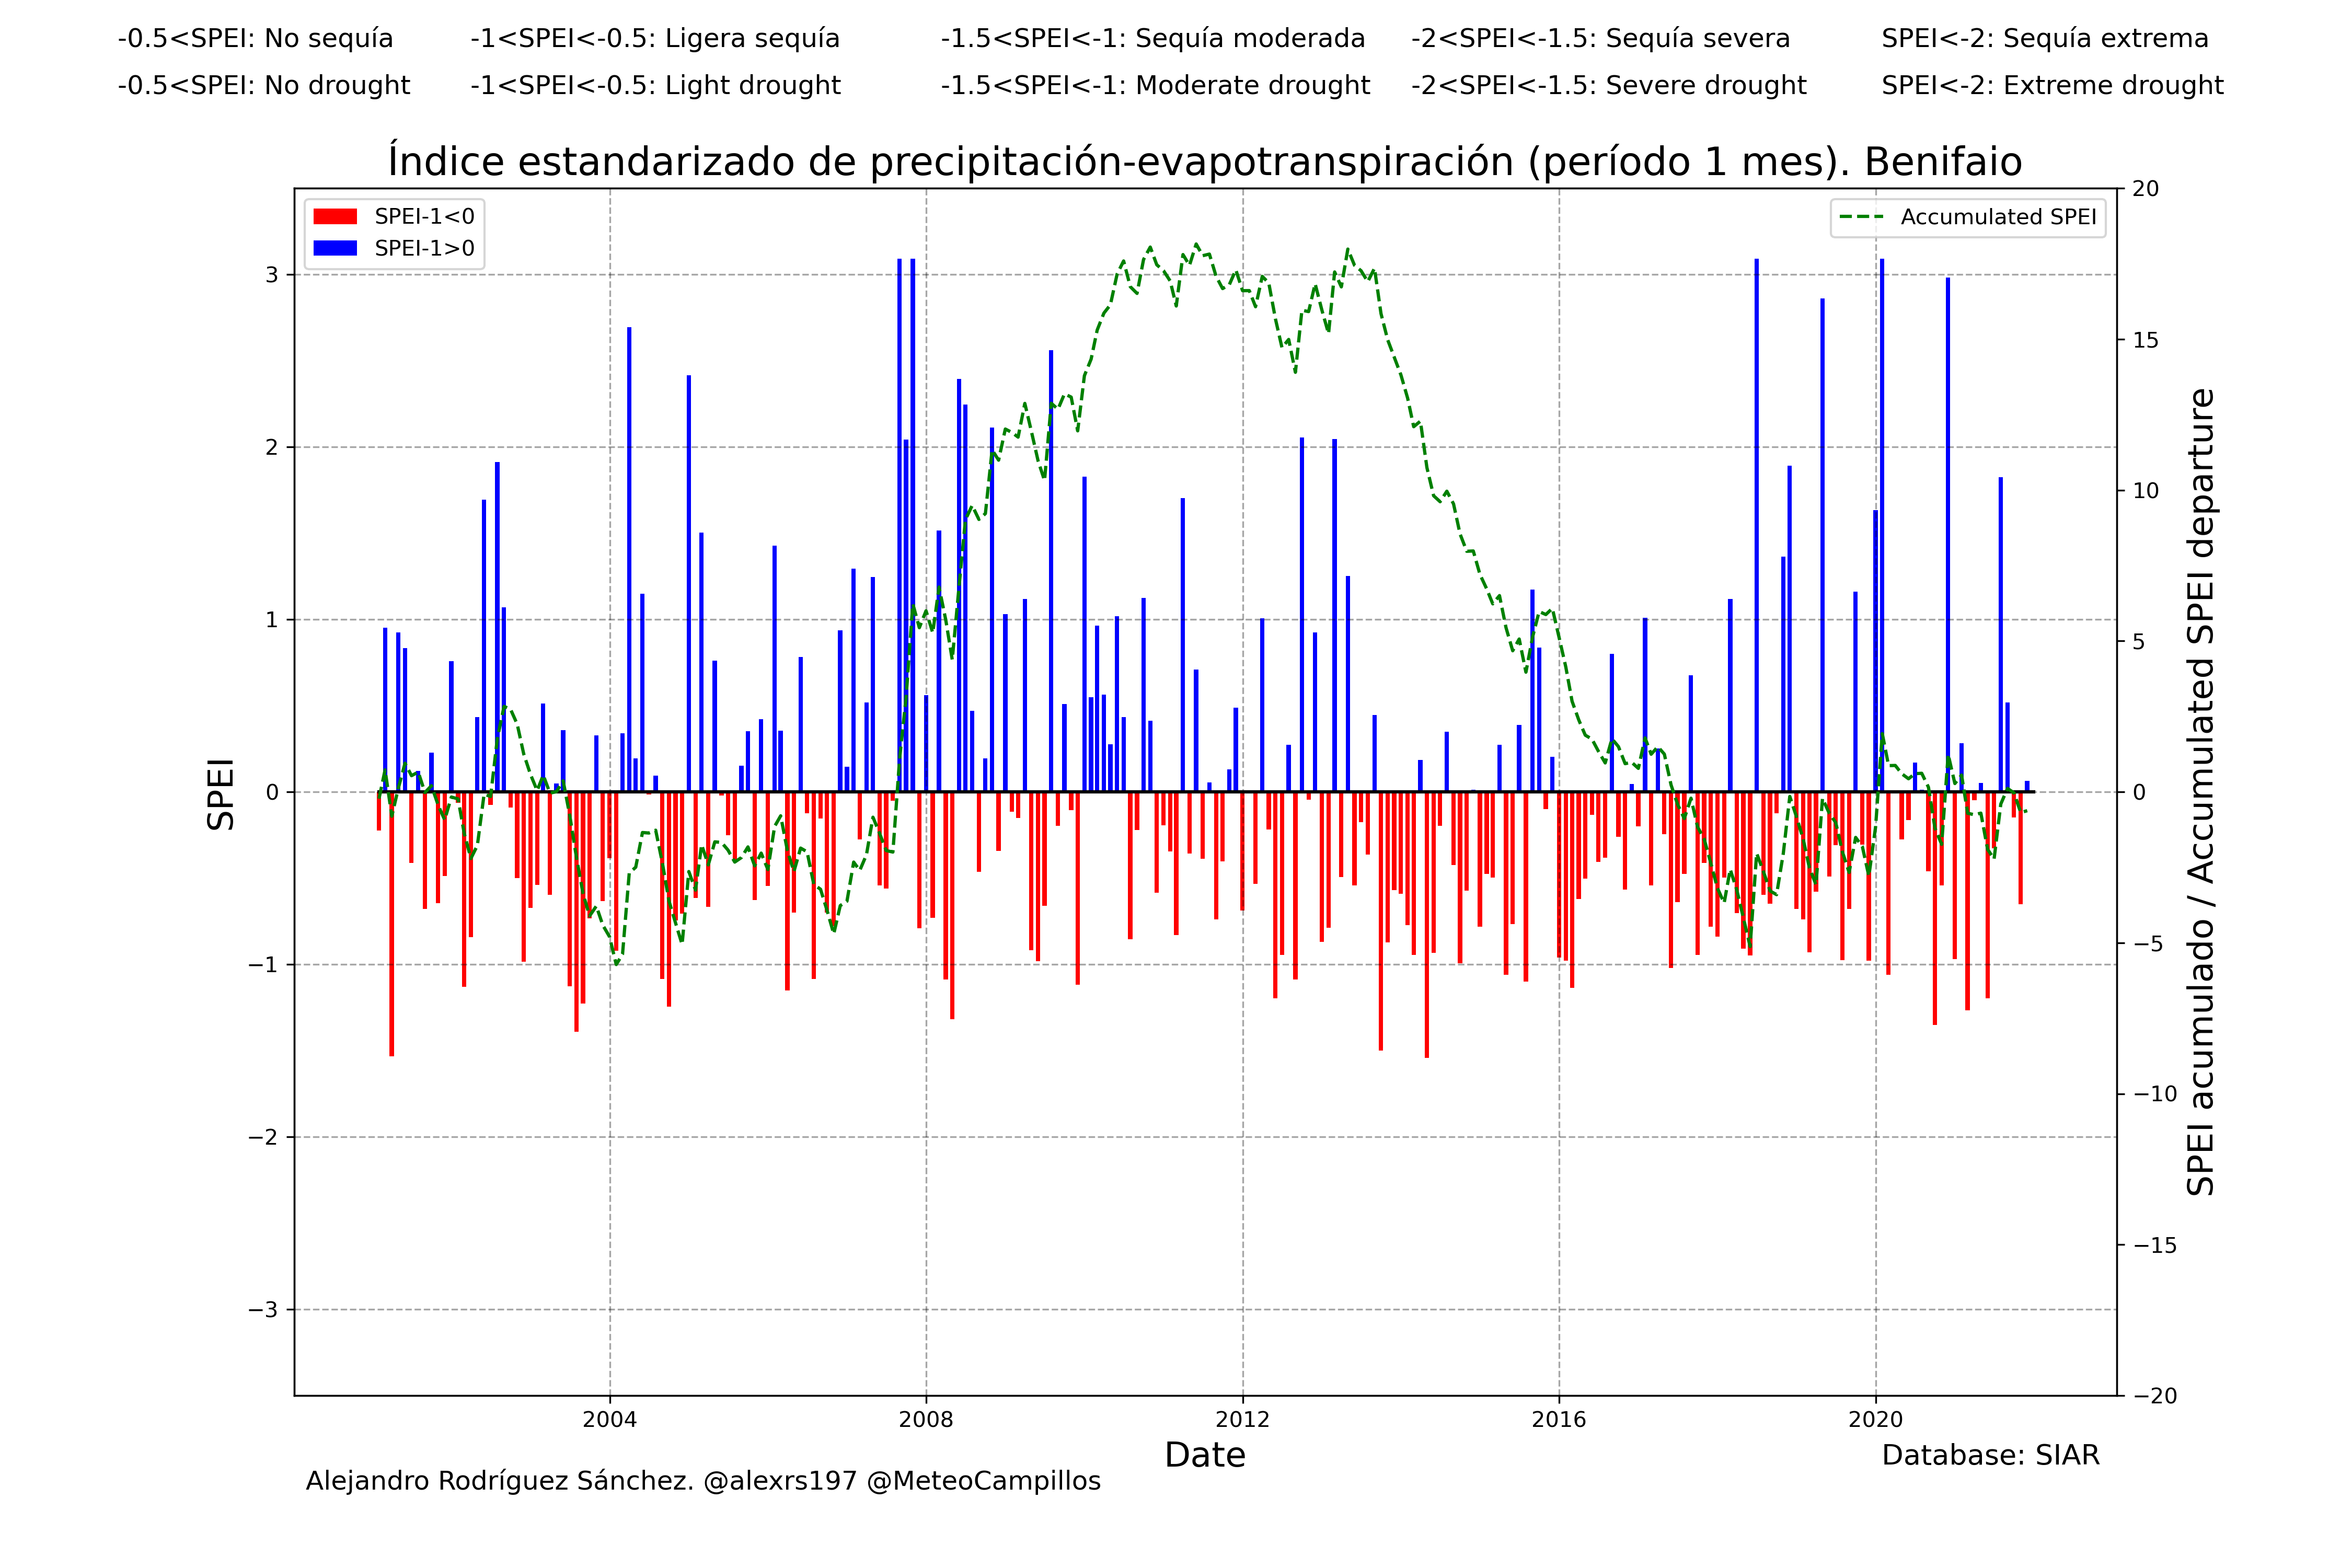 -0.5<SPEI: No sequía -1<SPEI<-0.5: Ligera sequía -1.5<SPEI<-1: Sequía moderada -2<SPEI<-1.5: Sequía severa SPEI<-2: Sequía extrema
-0.5<SPEI: No drought -1<SPEI<-0.5: Light drought -1.5<SPEI<-1: Moderate drought -2<SPEI<-1.5: Severe drought SPEI<-2: Extreme drought
Índice estandarizado de precipitación-evapotranspiración (período 1 mes). Benifaio
SPEI-1<0
SPEI-1>0
Accumulated SPEI
SPEI
3
2
1
0
−1
−2
−3
20
15
10
5
0
−5
−10
−15
−20
SPEI acumulado / Accumulated SPEI departure
2004 2008 2012 2016 2020
Date
Database: SIAR
Alejandro Rodríguez Sánchez. @alexrs197 @MeteoCampillos